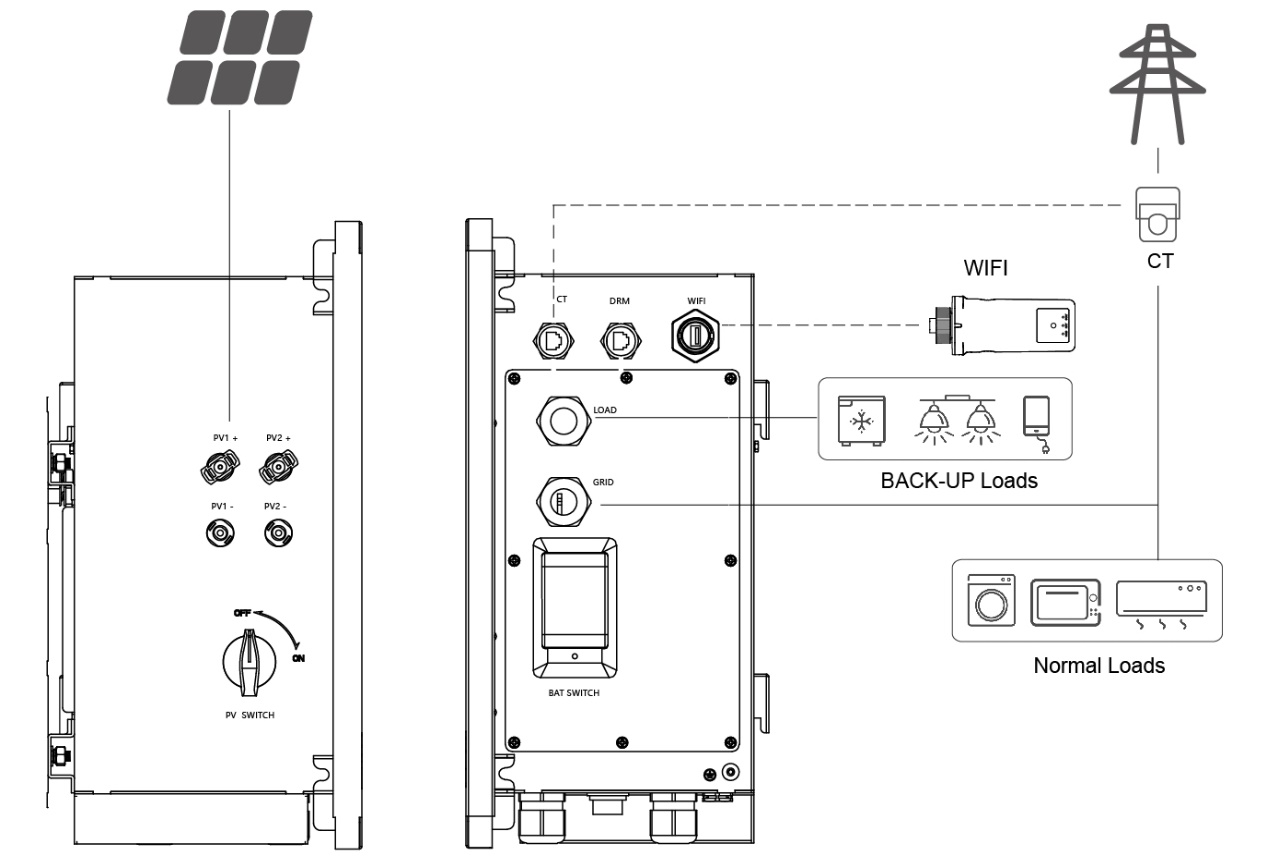 CT
WIFI
CT
DRM
WIFI
LOAD
BACK-UP Loads
PV1 +
PV2 +
GRID
PV1 -
PV2 -
OFF
ON
Normal Loads
BAT SWITCH
PV SWITCH